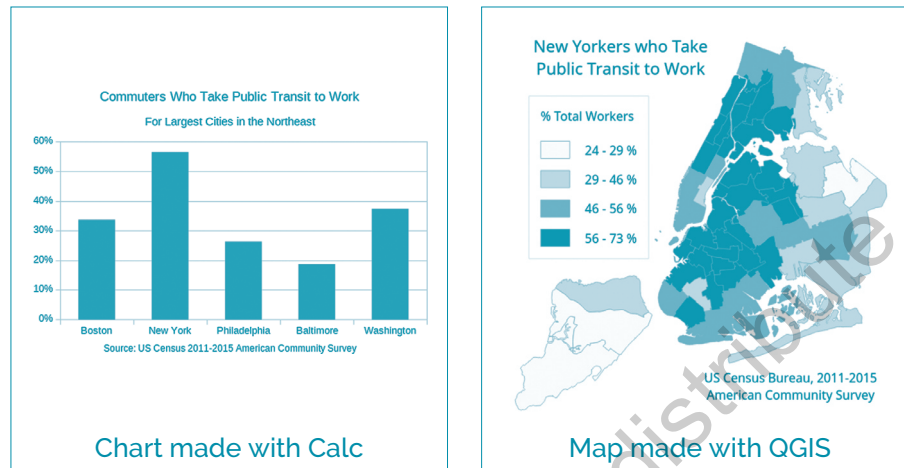 Commuters Who Take Public Transit to Work
For Largest Cities in the Northeast
60%
50%
40%
30%
20%
10%
0%
Boston New York Philadelphia Baltimore Washington
Source: US Census 2011-2015 American Community Survey
Chart made with Calc
New Yorkers who Take
Public Transit to Work
% Total Workers
24 - 29 %
29 - 46 %
46 - 56 %
56 - 73 %
US Census Bureau, 2011-2015
American Community Survey
Map made with QGIS
distribute